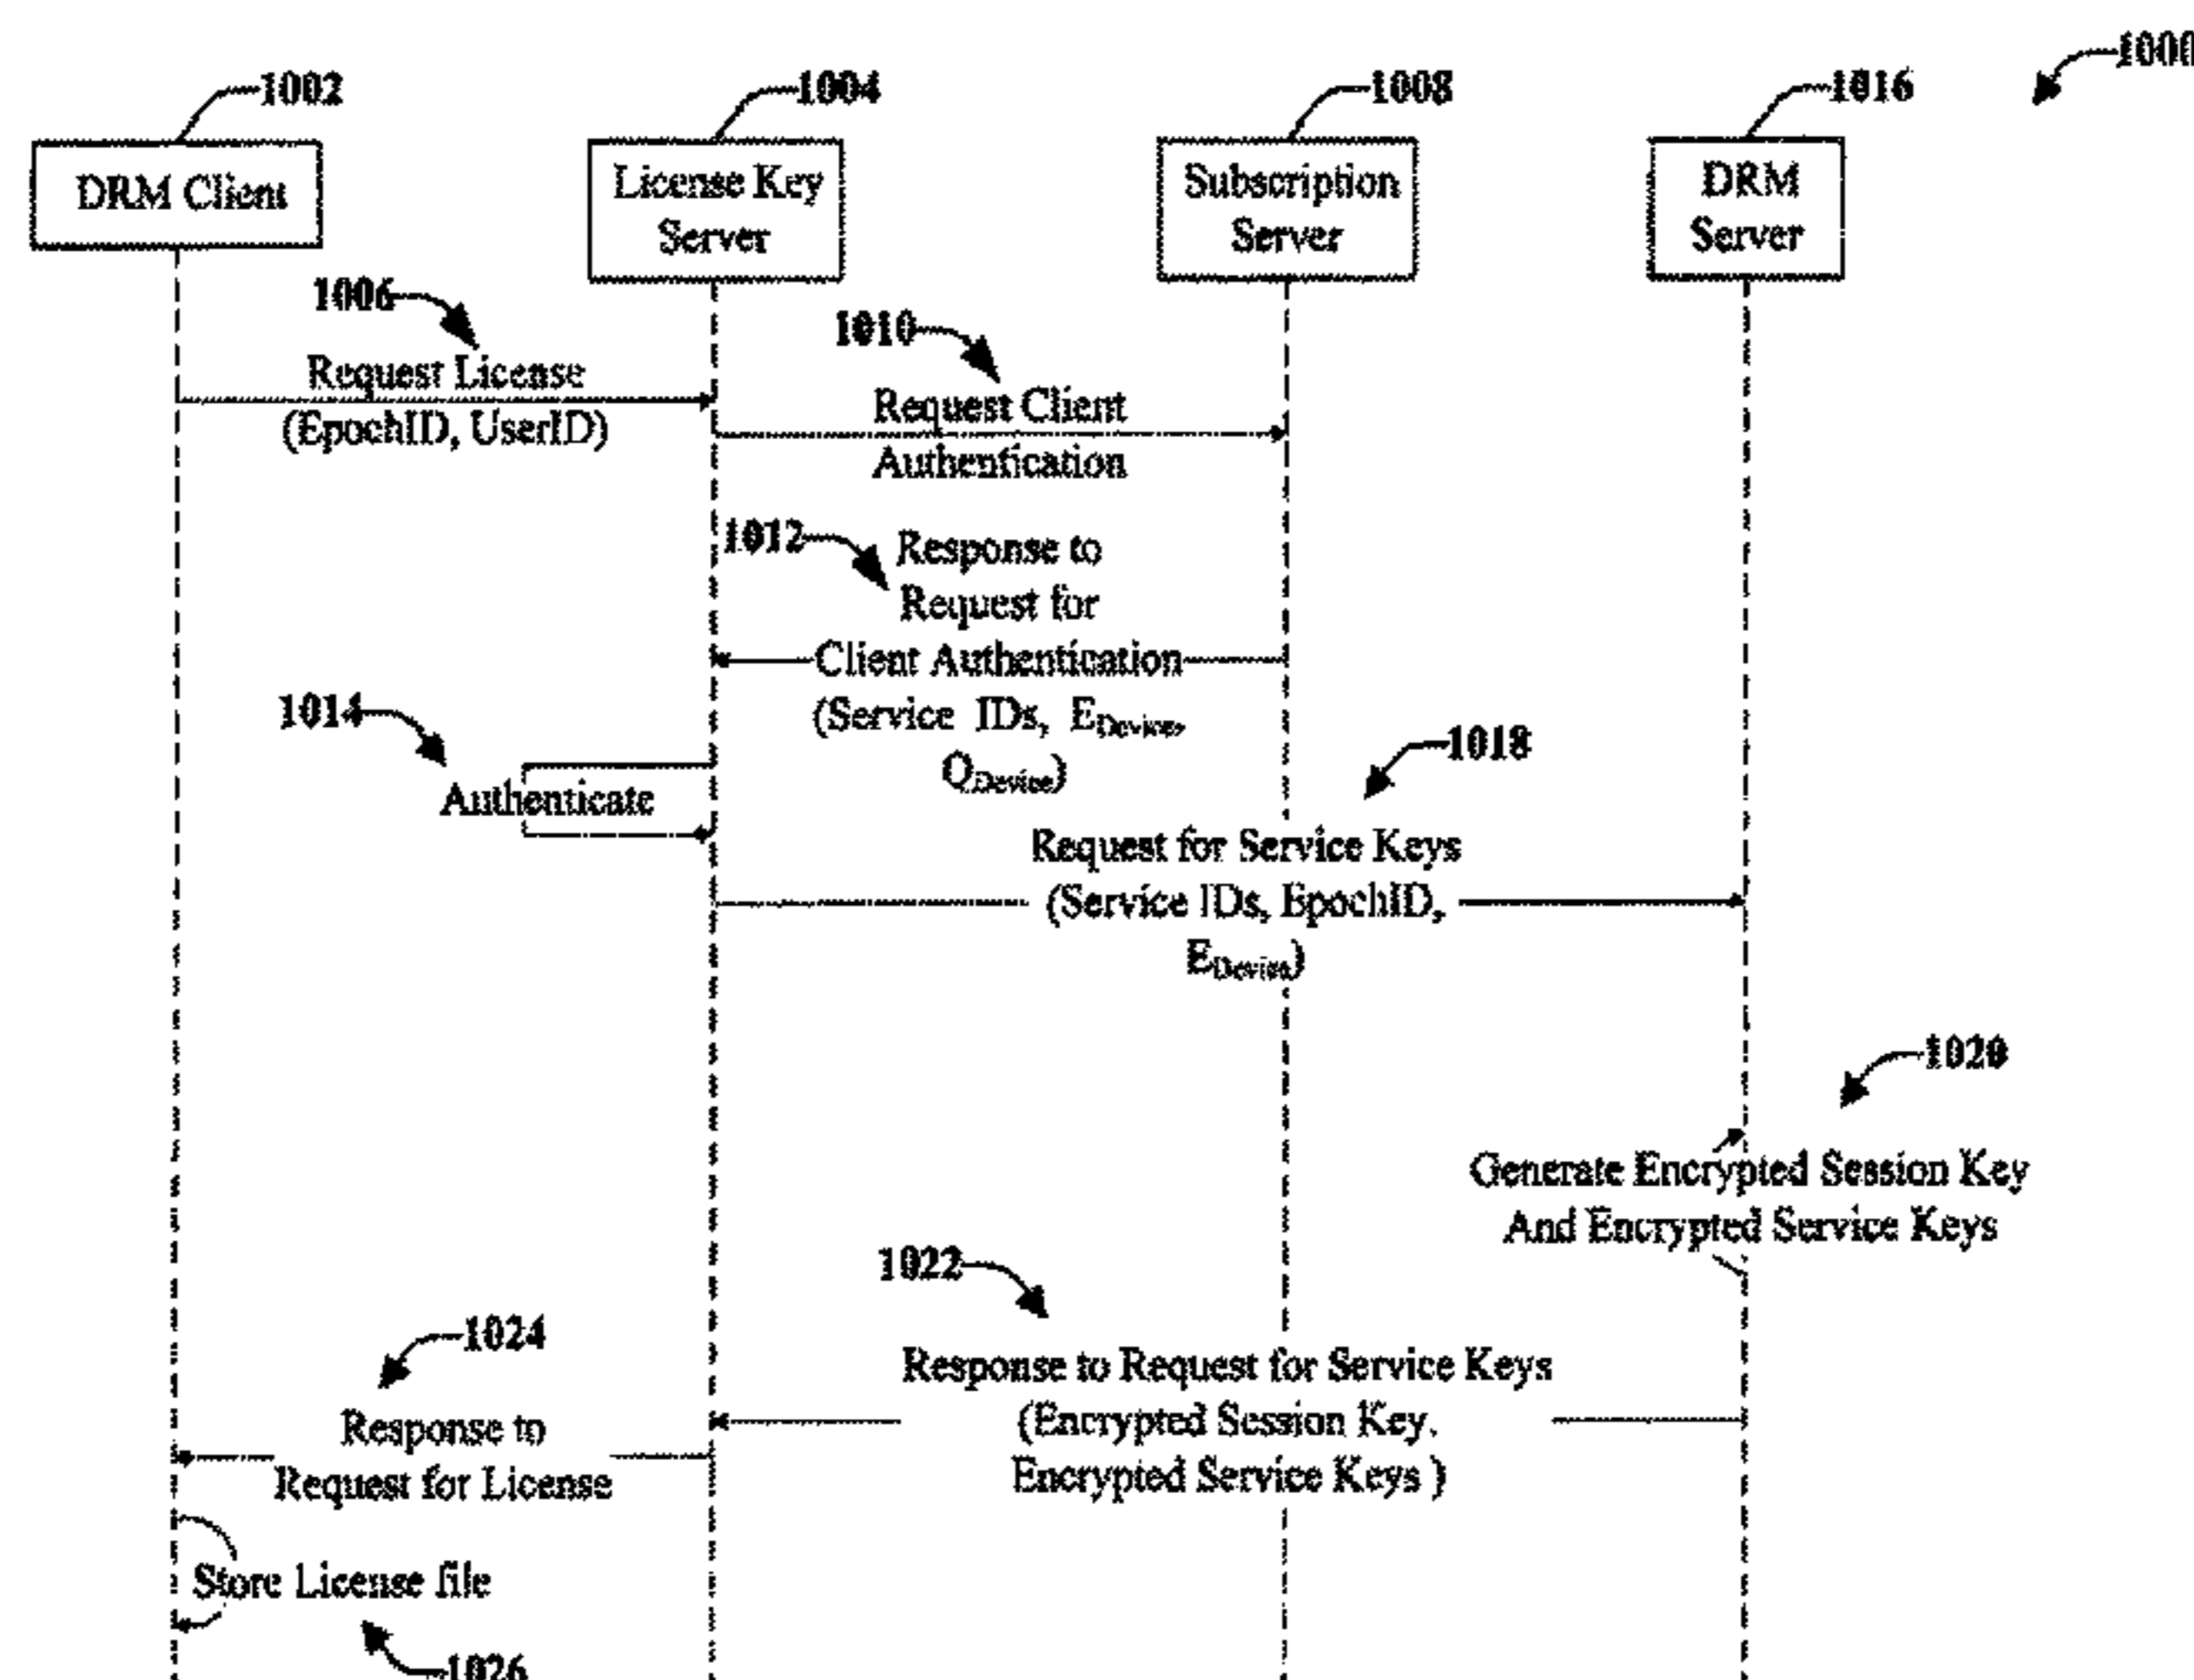 1000
1002
1004
1008
1016
DRM Client
License Key
Server
Subscription
Server
DRM
Server
1006
Request License
(EpochID, UserID)
1010
Request Client
Authentication
1012
Response to
Request for
Client Authentication
(Service IDs, EDevice,
QDevice)
1014
Authenticate
1018
Request for Service Keys
(Service IDs, EpochID,
EDevice)
1020
Generate Encrypted Session Key
And Encrypted Service Keys
1022
Response to Request for Service Keys
(Encrypted Session Key,
Encrypted Service Keys )
1024
Response to
Request for License
Store License file
1026